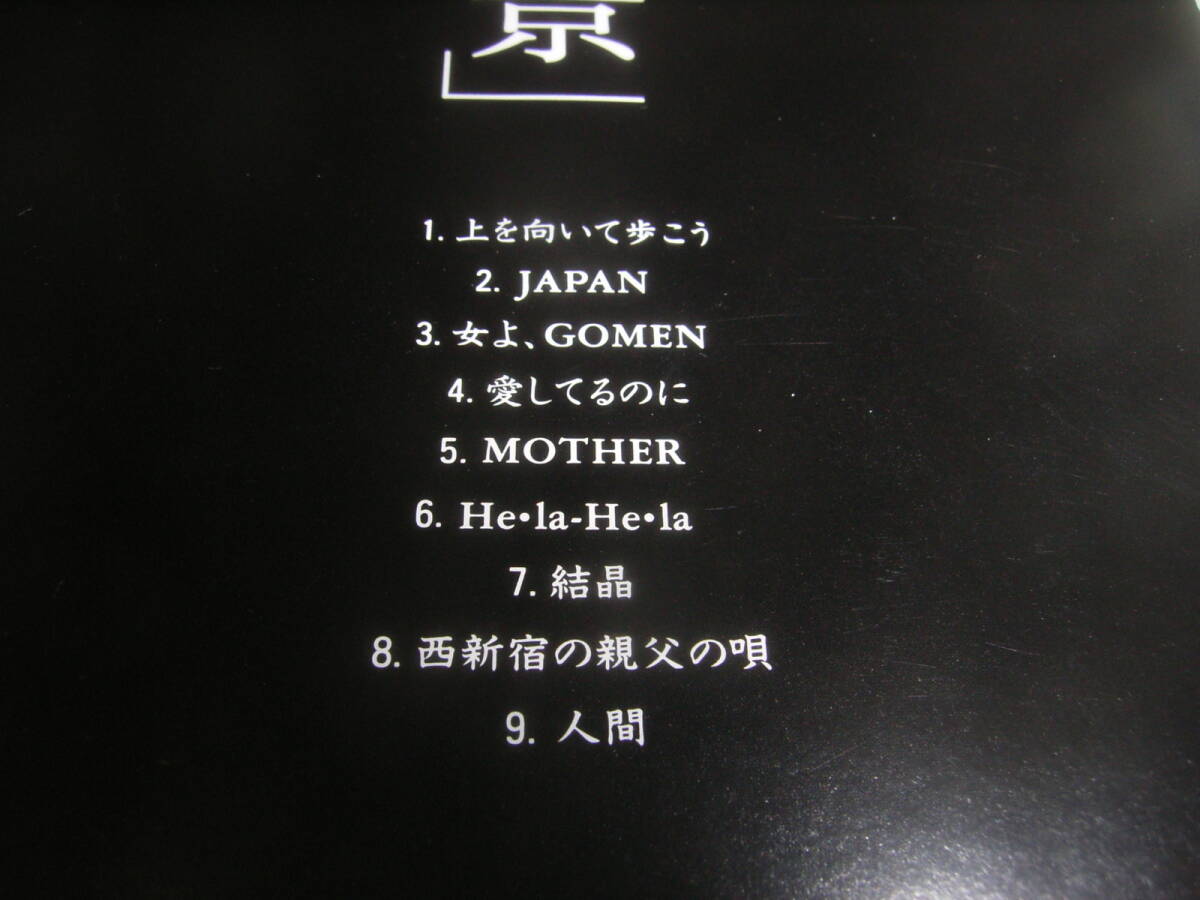 京」
1. 上を向いて歩こう
2. JAPAN
3. 女よ、GOMEN
4. 愛してるのに
5. MOTHER
6. He•la-He•la
7. 結晶
8. 西新宿の親父の唄
9. 人間